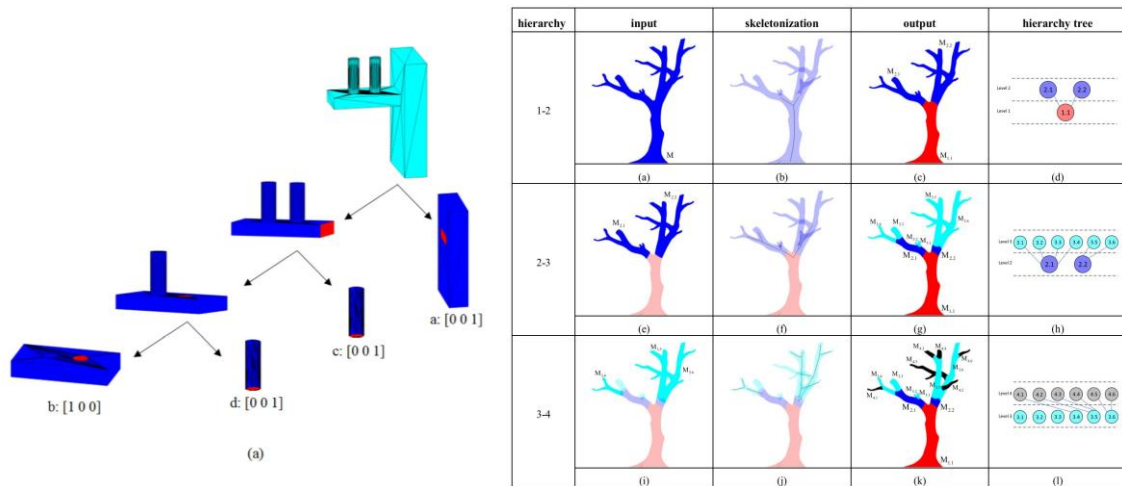 a: [0 0 1]
c: [0 0 1]
b: [1 0 0]
d: [0 0 1]
(a)
hierarchy input skeletonization output hierarchy tree
1-2
M
M2.1
M2.2
M1.1
Level 2 2.1 2.2
Level 1 1.1
(a) (b) (c) (d)
2-3
M2.1
M2.2
M2.1
M2.2
Level 3 3.1 3.2 3.3 3.4 3.5 3.6
Level 2 2.1 2.2
(e) (f) (g) (h)
3-4
M2.1
M2.2
M1.1
Level 4 4.1 4.2 4.3 4.4 4.5 4.6
Level 3 3.1 3.2 3.3 3.4 3.5 3.6
(i) (j) (k) (l)